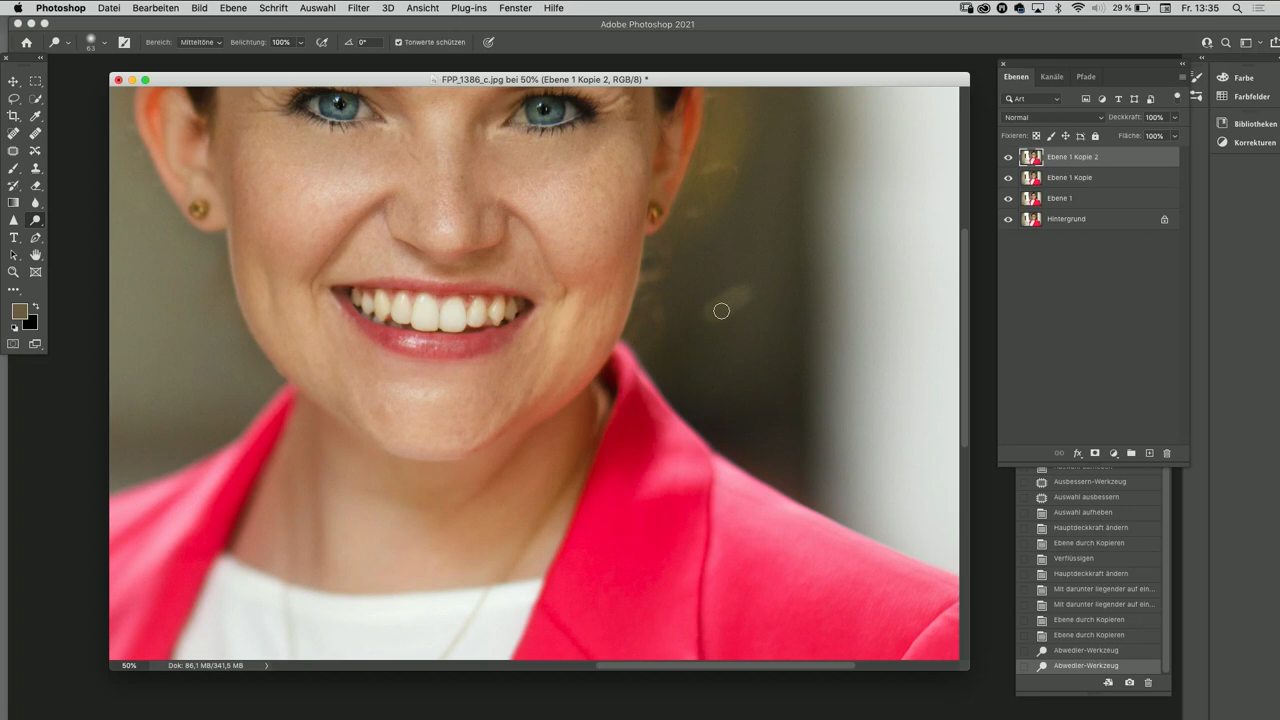 Photoshop Datei Bearbeiten Bild Ebene Schrift Auswahl Filter 3D Ansicht Plug-ins Fenster Hilfe 29 % Fr. 13:35
Adobe Photoshop 2021
63 Bereich: Mitteltöne Belichtung: 100% 0° Tonwerte schützen
FPP_1386_c.jpg bei 50% (Ebene 1 Kopie 2, RGB/8) *
Ebenen Kanäle Pfade
Art
Normal Deckkraft: 100%
Fixieren: Fläche: 100%
Ebene 1 Kopie 2
Ebene 1 Kopie
Ebene 1
Hintergrund
Farbe
Farbfelder
Bibliotheken
Korrekturen
fx
Ausbessern-Werkzeug
Auswahl ausbessern
Auswahl aufheben
Hauptdeckkraft ändern
Ebene durch Kopieren
Verflüssigen
Hauptdeckkraft ändern
Mit darunter liegender auf ein...
Mit darunter liegender auf ein...
Ebene durch Kopieren
Ebene durch Kopieren
Abwedler-Werkzeug
Abwedler-Werkzeug
50% Dok: 86,1 MB/341,5 MB